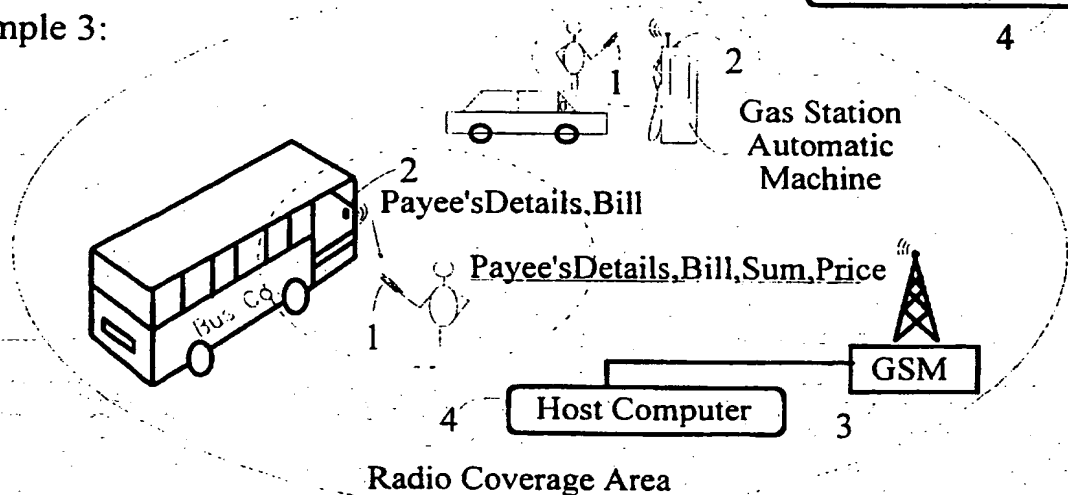 mple 3:
4
1
2
Gas Station
Automatic
Machine
2
Payee'sDetails,Bill
Payee'sDetails,Bill,Sum,Price
Bus Co.
1
GSM
4
Host Computer
3
Radio Coverage Area